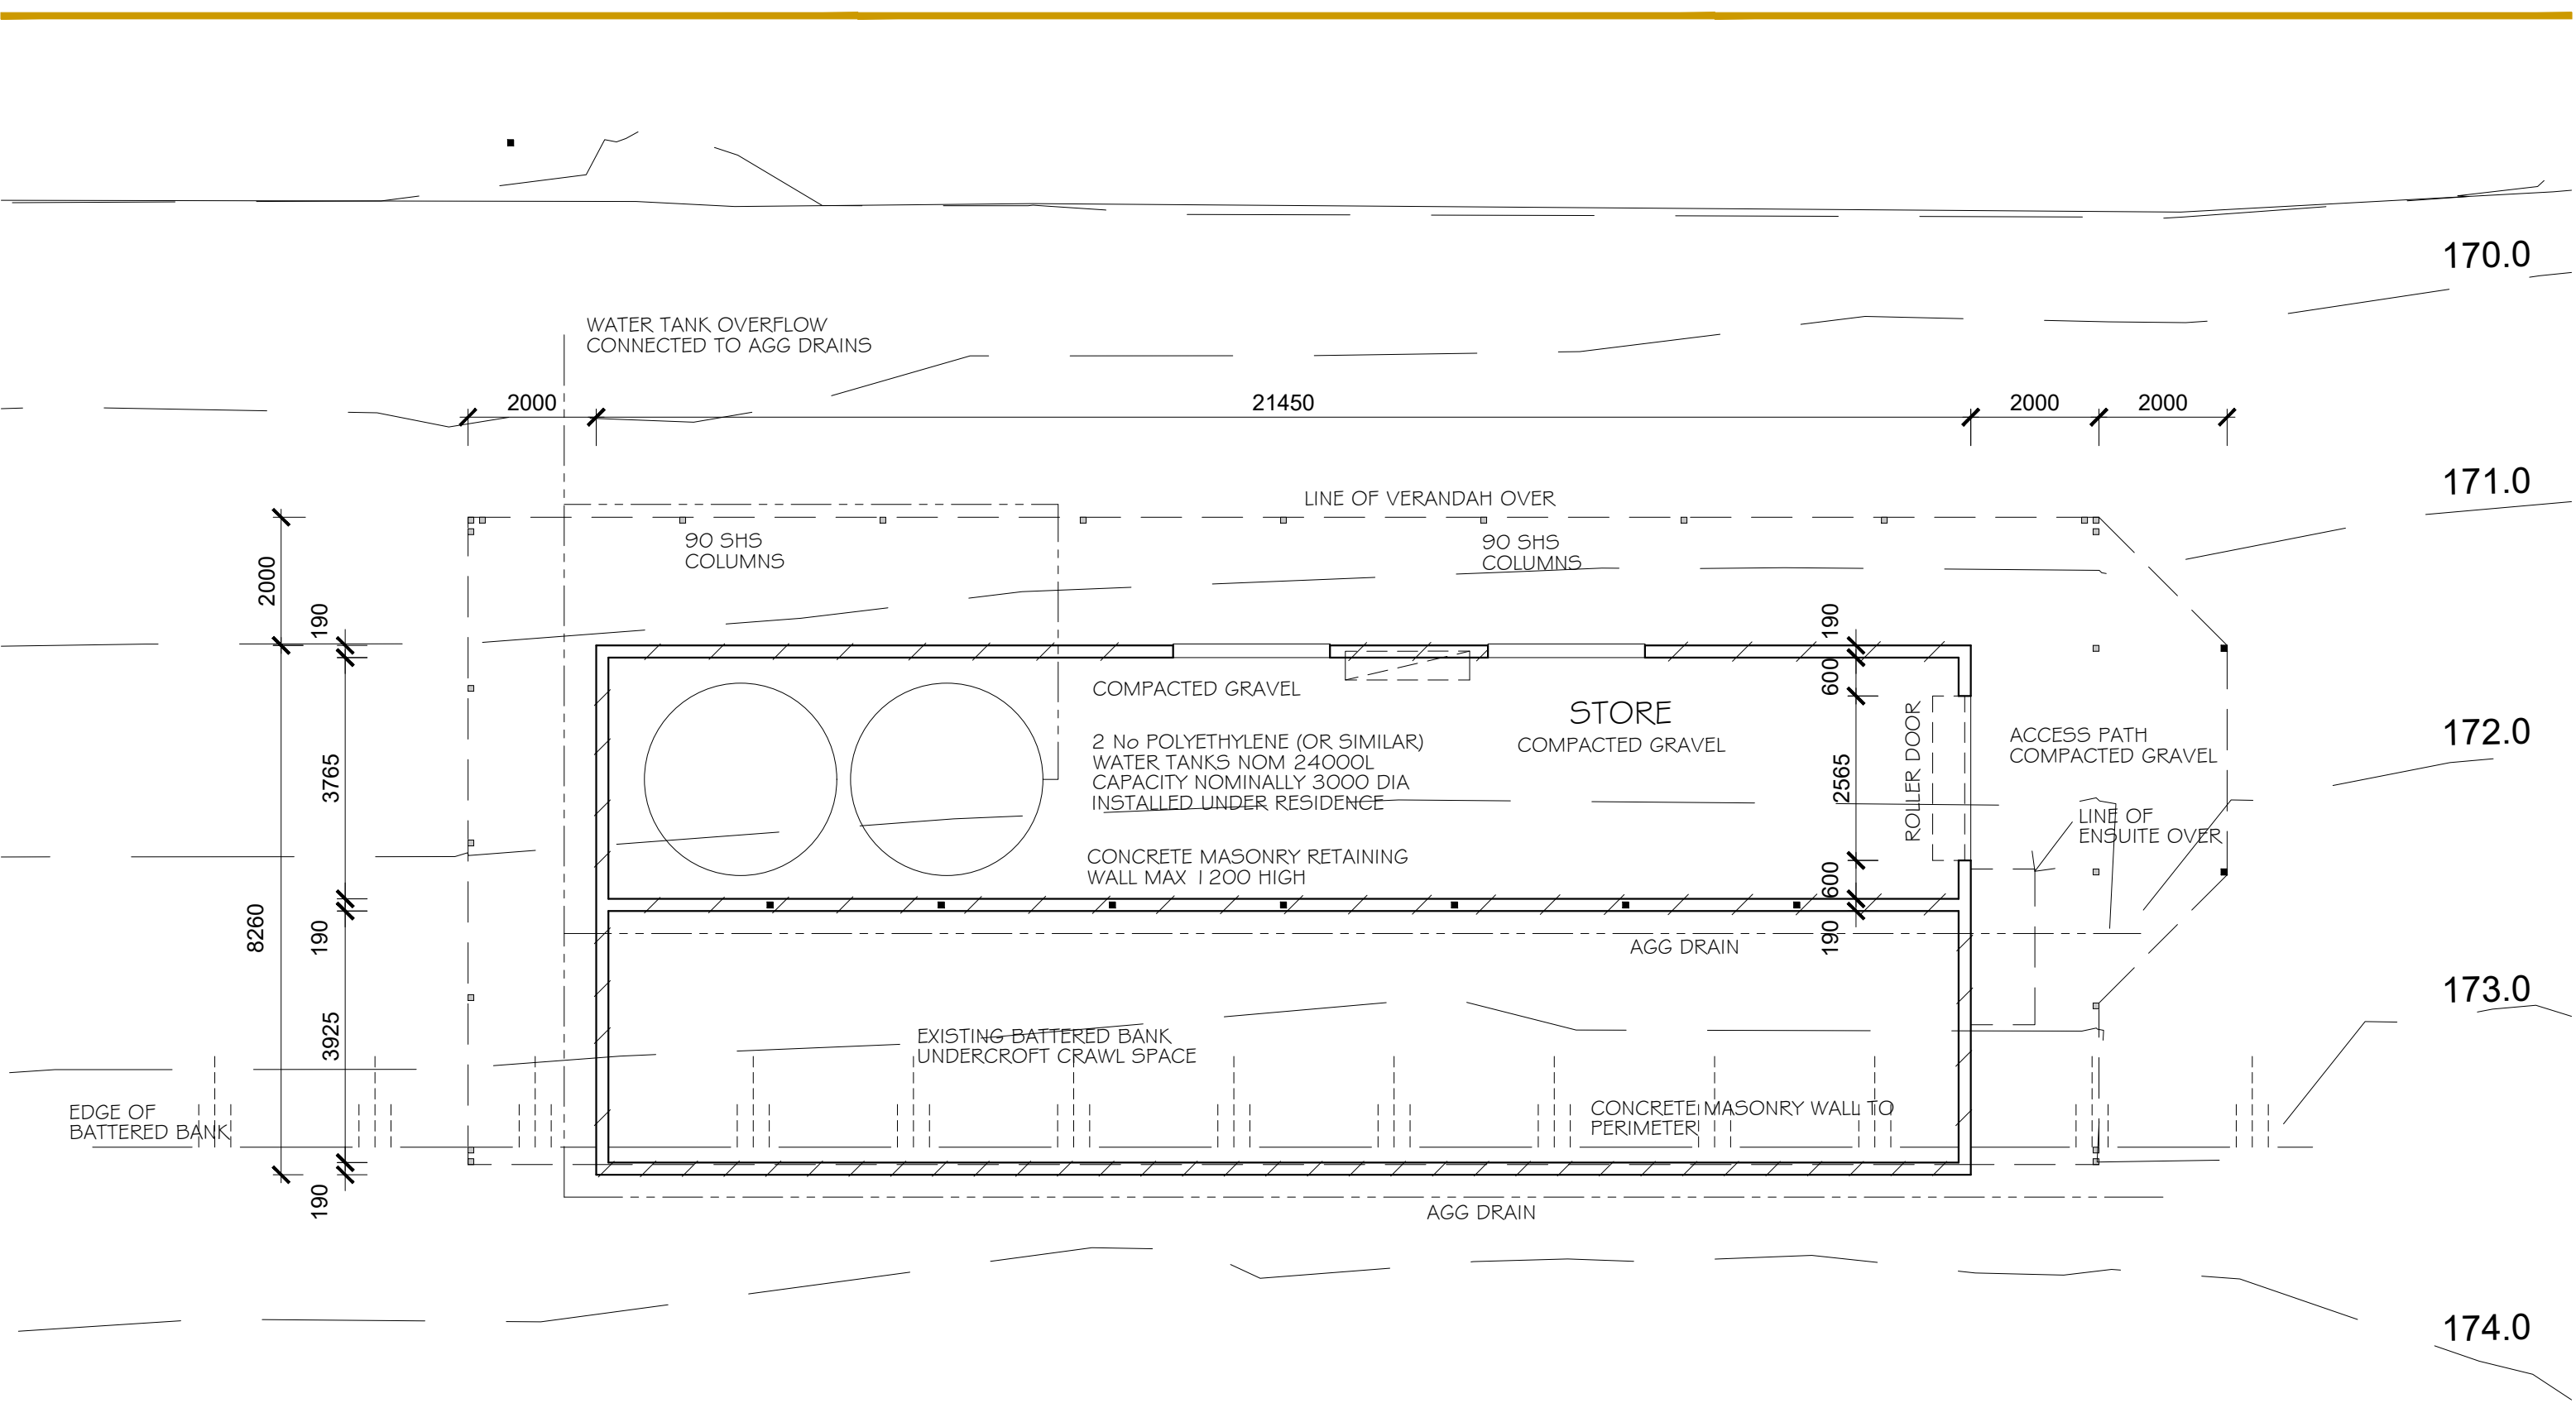 170.0
WATER TANK OVERFLOW
CONNECTED TO AGG DRAINS
2000
21450
2000
2000
171.0
LINE OF VERANDAH OVER
90 SHS
COLUMNS
90 SHS
COLUMNS
2000
190
190
600
COMPACTED GRAVEL
STORE
COMPACTED GRAVEL
2 No POLYETHYLENE (OR SIMILAR)
WATER TANKS NOM 24000L
CAPACITY NOMINALLY 3000 DIA
INSTALLED UNDER RESIDENCE
ROLLER DOOR
ACCESS PATH
COMPACTED GRAVEL
172.0
3765
2565
LINE OF
ENSUITE OVER
CONCRETE MASONRY RETAINING
WALL MAX 1200 HIGH
600
8260
190
190
AGG DRAIN
173.0
3925
EXISTING BATTERED BANK
UNDERCROFT CRAWL SPACE
EDGE OF
BATTERED BANK
CONCRETE MASONRY WALL TO
PERIMETER
190
AGG DRAIN
174.0